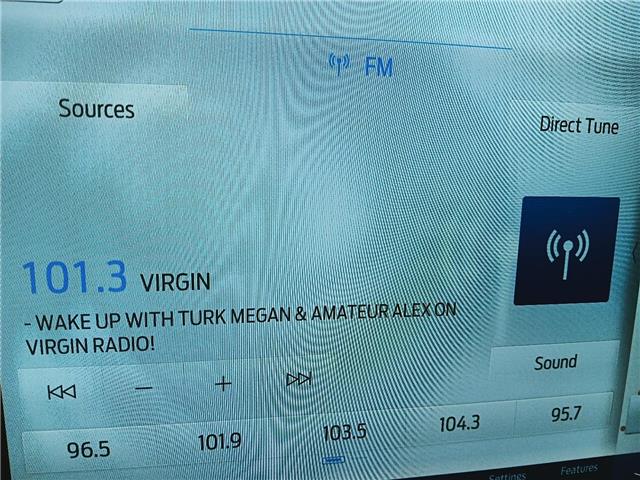 FM
Sources
Direct Tune
101.3 VIRGIN
- WAKE UP WITH TURK MEGAN & AMATEUR ALEX ON
VIRGIN RADIO!
Sound
96.5 101.9 103.5 104.3 95.7
Settings Features